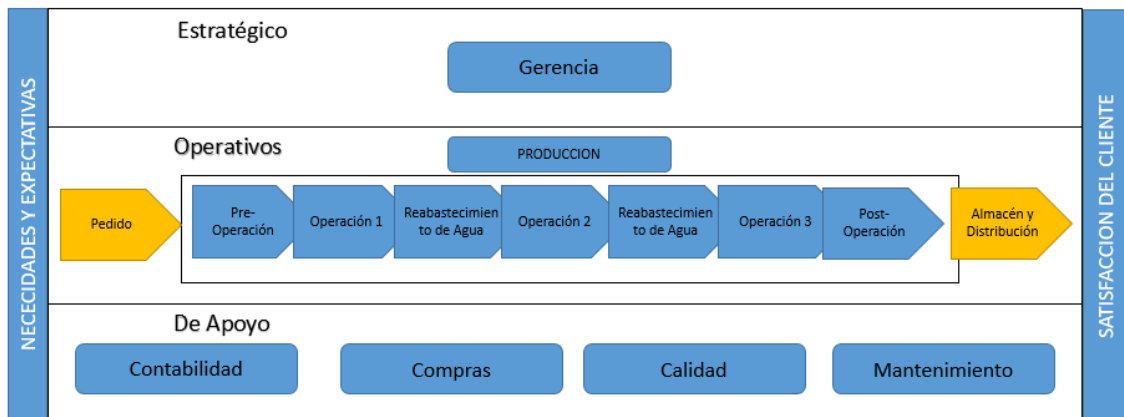 NECECIDADES Y EXPECTATIVAS
Estratégico
Gerencia
Operativos
PRODUCCION
Pedido
Pre-
Operación
Operación 1
Reabastecimien
to de Agua
Operación 2
Reabastecimien
to de Agua
Operación 3
Post-
Operación
Almacén y
Distribución
De Apoyo
Contabilidad
Compras
Calidad
Mantenimiento
SATISFACCION DEL CLIENTE